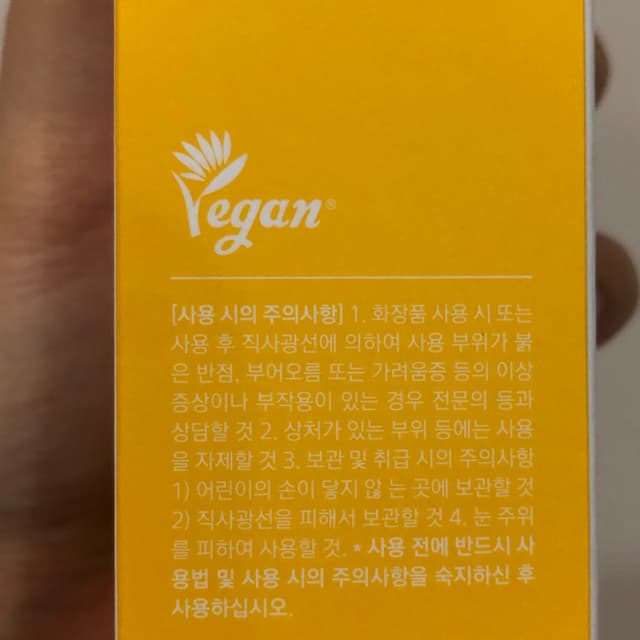 Vegan®
[사용 시의 주의사항] 1. 화장품 사용 시 또는
사용 후 직사광선에 의하여 사용 부위가 붉
은 반점, 부어오름 또는 가려움증 등의 이상
증상이나 부작용이 있는 경우 전문의 등과
상담할 것 2. 상처가 있는 부위 등에는 사용
을 자제할 것 3. 보관 및 취급 시의 주의사항
1) 어린이의 손이 닿지 않 는 곳에 보관할 것
2) 직사광선을 피해서 보관할 것 4. 눈 주위
를 피하여 사용할 것. * 사용 전에 반드시 사
용법 및 사용 시의 주의사항을 숙지하신 후
사용하십시오.